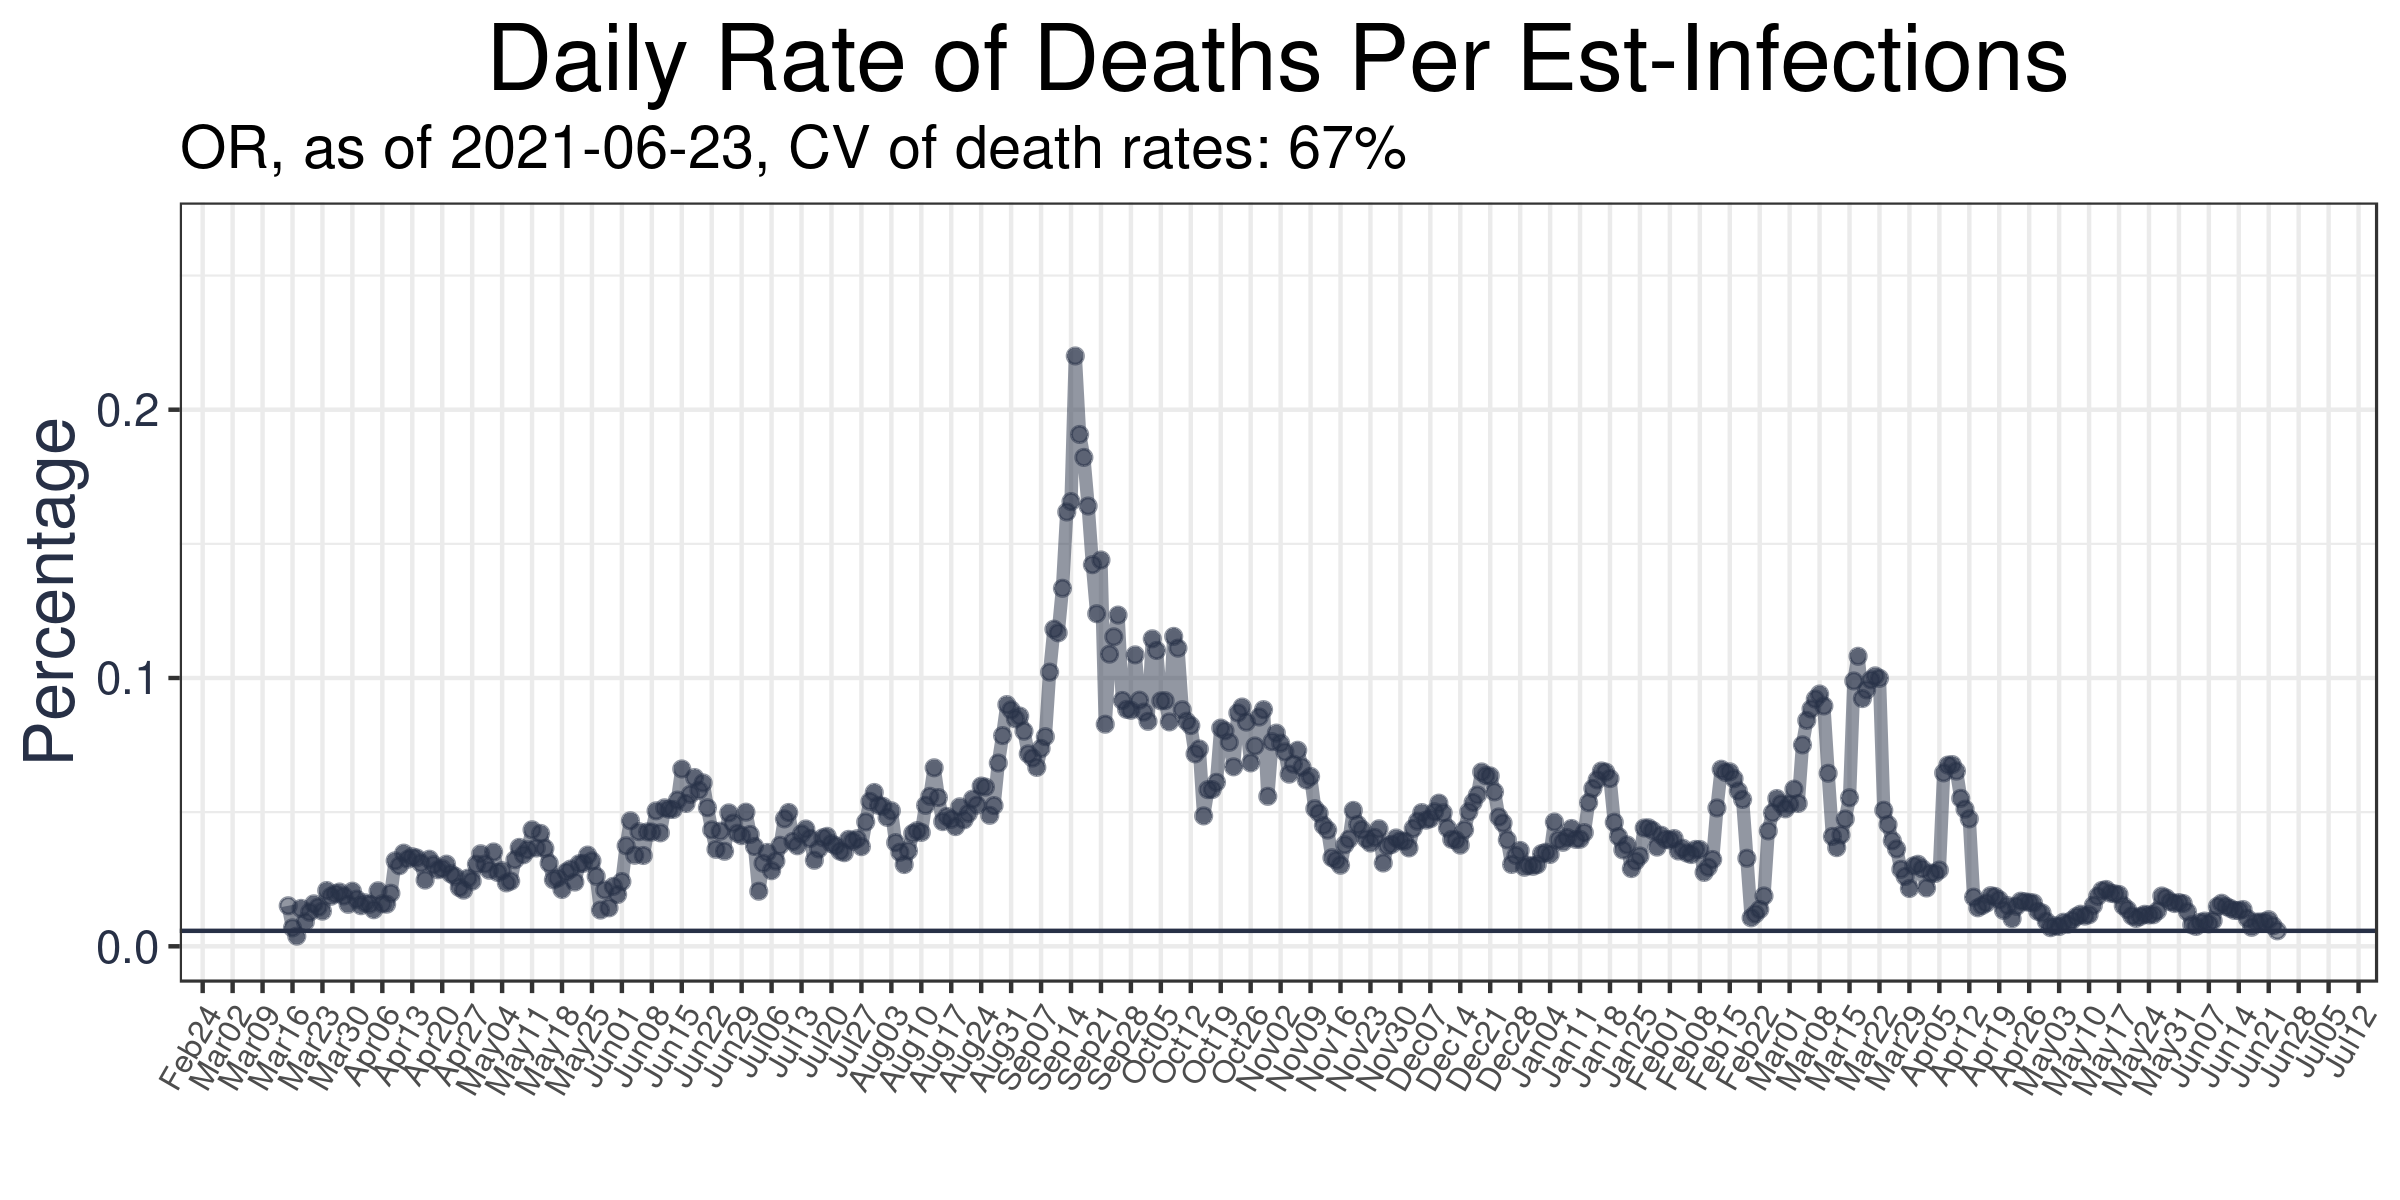 Daily Rate of Deaths Per Est-Infections
OR, as of 2021-06-23, CV of death rates: 67%
Percentage
0.2
0.1
0.0
Feb24
Mar02
Mar09
Mar16
Mar23
Mar30
Apr06
Apr13
Apr20
Apr27
May04
May11
May18
May25
Jun01
Jun08
Jun15
Jun22
Jun29
Jul06
Jul13
Jul20
Jul27
Aug03
Aug10
Aug17
Aug24
Aug31
Sep07
Sep14
Sep21
Sep28
Oct05
Oct12
Oct19
Oct26
Nov02
Nov09
Nov16
Nov23
Nov30
Dec07
Dec14
Dec21
Dec28
Jan04
Jan11
Jan18
Jan25
Feb01
Feb08
Feb15
Feb22
Mar01
Mar08
Mar15
Mar22
Mar29
Apr05
Apr12
Apr19
Apr26
May03
May10
May17
May24
May31
Jun07
Jun14
Jun21
Jun28
Jul05
Jul12